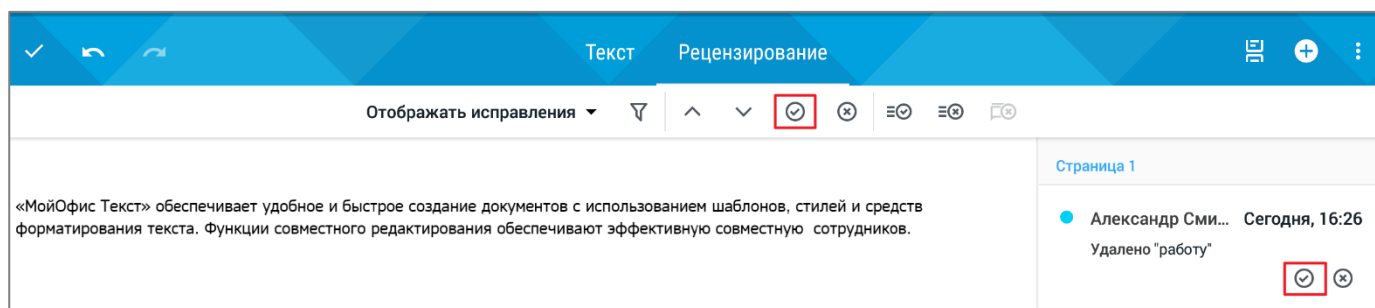 Текст Рецензирование
Отображать исправления
Страница 1
«МойОфис Текст» обеспечивает удобное и быстрое создание документов с использованием шаблонов, стилей и средств
форматирования текста. Функции совместного редактирования обеспечивают эффективную совместную  сотрудников.
Александр Сми... Сегодня, 16:26
Удалено "работу"